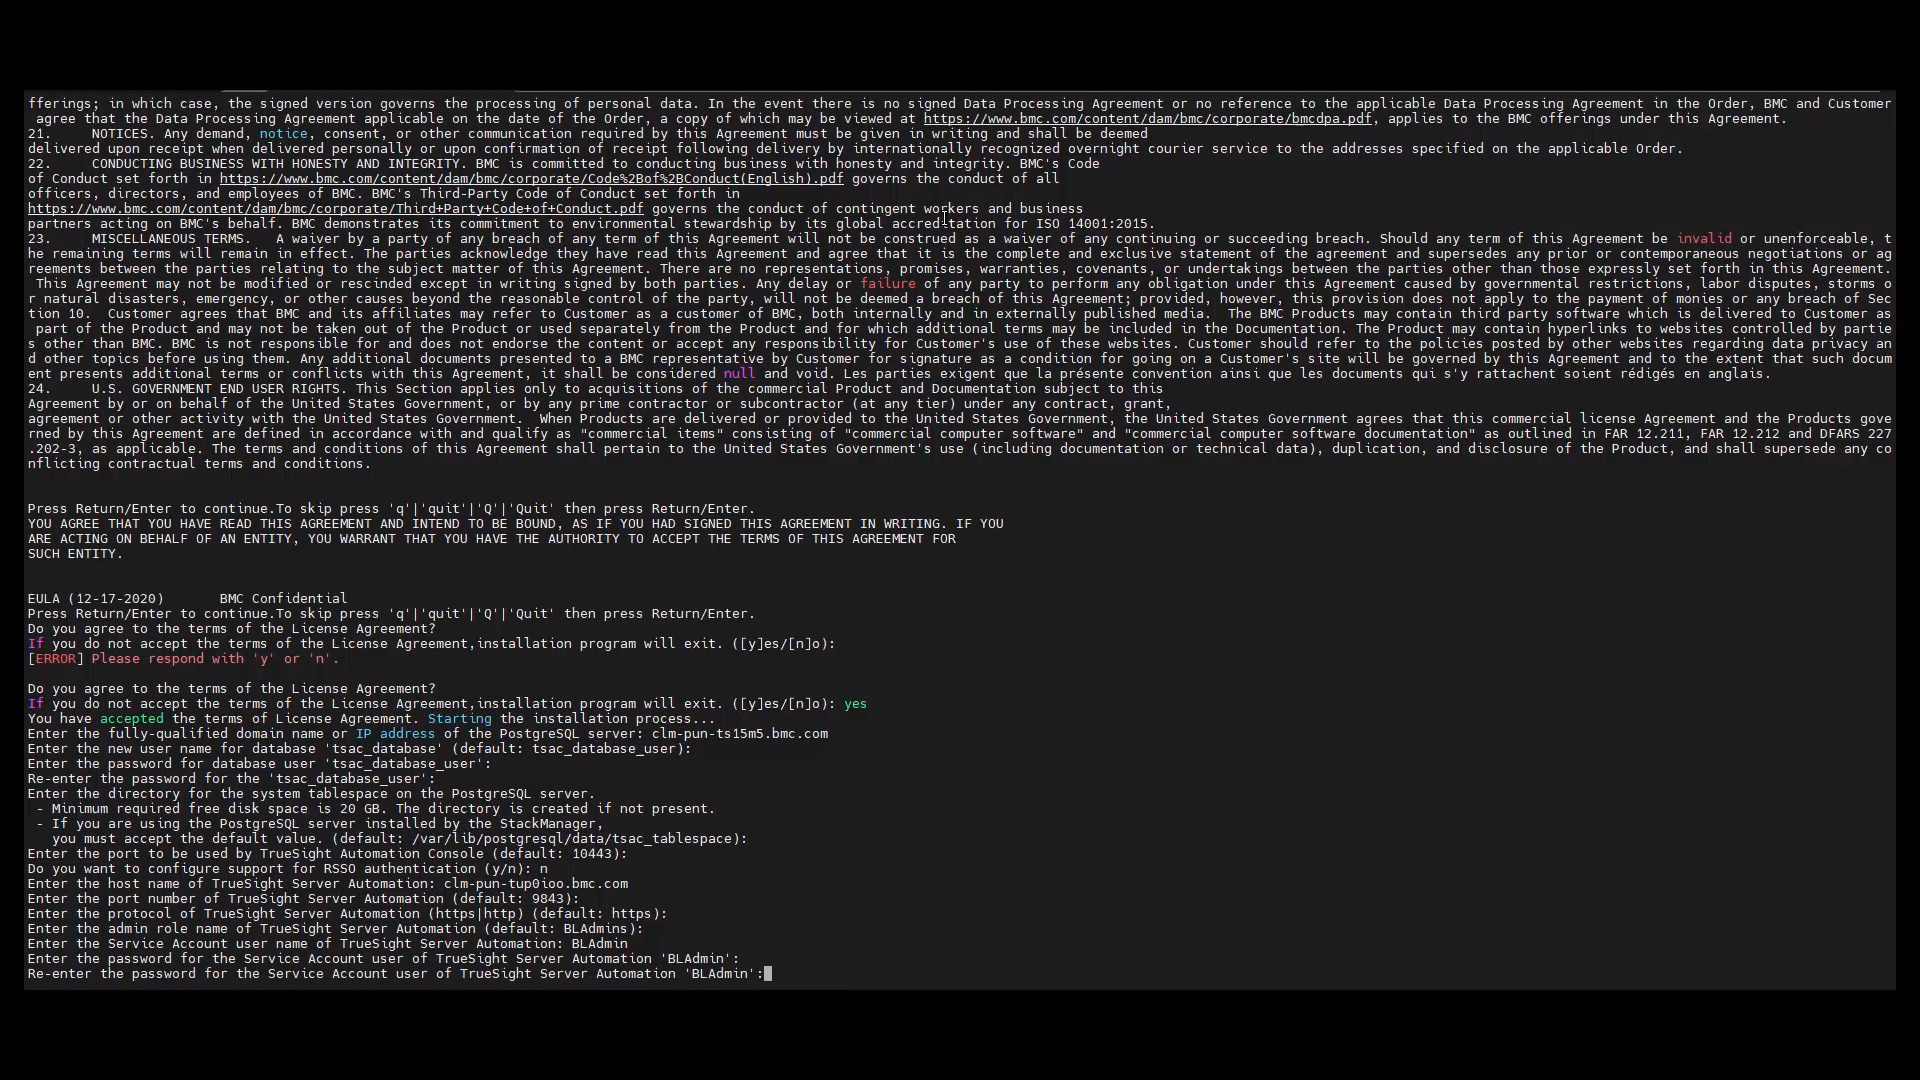 fferings; in which case, the signed version governs the processing of personal data. In the event there is no signed Data Processing Agreement or no reference to the applicable Data Processing Agreement in the Order, BMC and Customer
 agree that the Data Processing Agreement applicable on the date of the Order, a copy of which may be viewed at https://www.bmc.com/content/dam/bmc/corporate/bmcdpa.pdf, applies to the BMC offerings under this Agreement.
21.     NOTICES. Any demand, notice, consent, or other communication required by this Agreement must be given in writing and shall be deemed
delivered upon receipt when delivered personally or upon confirmation of receipt following delivery by internationally recognized overnight courier service to the addresses specified on the applicable Order.
22.     CONDUCTING BUSINESS WITH HONESTY AND INTEGRITY. BMC is committed to conducting business with honesty and integrity. BMC's Code
of Conduct set forth in https://www.bmc.com/content/dam/bmc/corporate/Code%2Bof%2BConduct(English).pdf governs the conduct of all
officers, directors, and employees of BMC. BMC's Third-Party Code of Conduct set forth in
https://www.bmc.com/content/dam/bmc/corporate/Third+Party+Code+of+Conduct.pdf governs the conduct of contingent workers and business
partners acting on BMC's behalf. BMC demonstrates its commitment to environmental stewardship by its global accreditation for ISO 14001:2015.
23.     MISCELLANEOUS TERMS.   A waiver by a party of any breach of any term of this Agreement will not be construed as a waiver of any continuing or succeeding breach. Should any term of this Agreement be invalid or unenforceable, t
he remaining terms will remain in effect. The parties acknowledge they have read this Agreement and agree that it is the complete and exclusive statement of the agreement and supersedes any prior or contemporaneous negotiations or ag
reements between the parties relating to the subject matter of this Agreement. There are no representations, promises, warranties, covenants, or undertakings between the parties other than those expressly set forth in this Agreement.
 This Agreement may not be modified or rescinded except in writing signed by both parties. Any delay or failure of any party to perform any obligation under this Agreement caused by governmental restrictions, labor disputes, storms o
r natural disasters, emergency, or other causes beyond the reasonable control of the party, will not be deemed a breach of this Agreement; provided, however, this provision does not apply to the payment of monies or any breach of Sec
tion 10.  Customer agrees that BMC and its affiliates may refer to Customer as a customer of BMC, both internally and in externally published media.  The BMC Products may contain third party software which is delivered to Customer as
 part of the Product and may not be taken out of the Product or used separately from the Product and for which additional terms may be included in the Documentation. The Product may contain hyperlinks to websites controlled by partie
s other than BMC. BMC is not responsible for and does not endorse the content or accept any responsibility for Customer's use of these websites. Customer should refer to the policies posted by other websites regarding data privacy an
d other topics before using them. Any additional documents presented to a BMC representative by Customer for signature as a condition for going on a Customer's site will be governed by this Agreement and to the extent that such docum
ent presents additional terms or conflicts with this Agreement, it shall be considered null and void. Les parties exigent que la présente convention ainsi que les documents qui s'y rattachent soient rédigés en anglais.
24.     U.S. GOVERNMENT END USER RIGHTS. This Section applies only to acquisitions of the commercial Product and Documentation subject to this
Agreement by or on behalf of the United States Government, or by any prime contractor or subcontractor (at any tier) under any contract, grant,
agreement or other activity with the United States Government.  When Products are delivered or provided to the United States Government, the United States Government agrees that this commercial license Agreement and the Products gove
rned by this Agreement are defined in accordance with and qualify as "commercial items" consisting of "commercial computer software" and "commercial computer software documentation" as outlined in FAR 12.211, FAR 12.212 and DFARS 227
.202-3, as applicable. The terms and conditions of this Agreement shall pertain to the United States Government's use (including documentation or technical data), duplication, and disclosure of the Product, and shall supersede any co
nflicting contractual terms and conditions.
Press Return/Enter to continue.To skip press 'q'|'quit'|'Q'|'Quit' then press Return/Enter.
YOU AGREE THAT YOU HAVE READ THIS AGREEMENT AND INTEND TO BE BOUND, AS IF YOU HAD SIGNED THIS AGREEMENT IN WRITING. IF YOU
ARE ACTING ON BEHALF OF AN ENTITY, YOU WARRANT THAT YOU HAVE THE AUTHORITY TO ACCEPT THE TERMS OF THIS AGREEMENT FOR
SUCH ENTITY.
EULA (12-17-2020)       BMC Confidential
Press Return/Enter to continue.To skip press 'q'|'quit'|'Q'|'Quit' then press Return/Enter.
Do you agree to the terms of the License Agreement?
If you do not accept the terms of the License Agreement,installation program will exit. ([y]es/[n]o):
[ERROR] Please respond with 'y' or 'n'.
Do you agree to the terms of the License Agreement?
If you do not accept the terms of the License Agreement,installation program will exit. ([y]es/[n]o): yes
You have accepted the terms of License Agreement. Starting the installation process...
Enter the fully-qualified domain name or IP address of the PostgreSQL server: clm-pun-ts15m5.bmc.com
Enter the new user name for database 'tsac_database' (default: tsac_database_user):
Enter the password for database user 'tsac_database_user':
Re-enter the password for the 'tsac_database_user':
Enter the directory for the system tablespace on the PostgreSQL server.
 - Minimum required free disk space is 20 GB. The directory is created if not present.
 - If you are using the PostgreSQL server installed by the StackManager,
   you must accept the default value. (default: /var/lib/postgresql/data/tsac_tablespace):
Enter the port to be used by TrueSight Automation Console (default: 10443):
Do you want to configure support for RSSO authentication (y/n): n
Enter the host name of TrueSight Server Automation: clm-pun-tup0ioo.bmc.com
Enter the port number of TrueSight Server Automation (default: 9843):
Enter the protocol of TrueSight Server Automation (https|http) (default: https):
Enter the admin role name of TrueSight Server Automation (default: BLAdmins):
Enter the Service Account user name of TrueSight Server Automation: BLAdmin
Enter the password for the Service Account user of TrueSight Server Automation 'BLAdmin':
Re-enter the password for the Service Account user of TrueSight Server Automation 'BLAdmin':